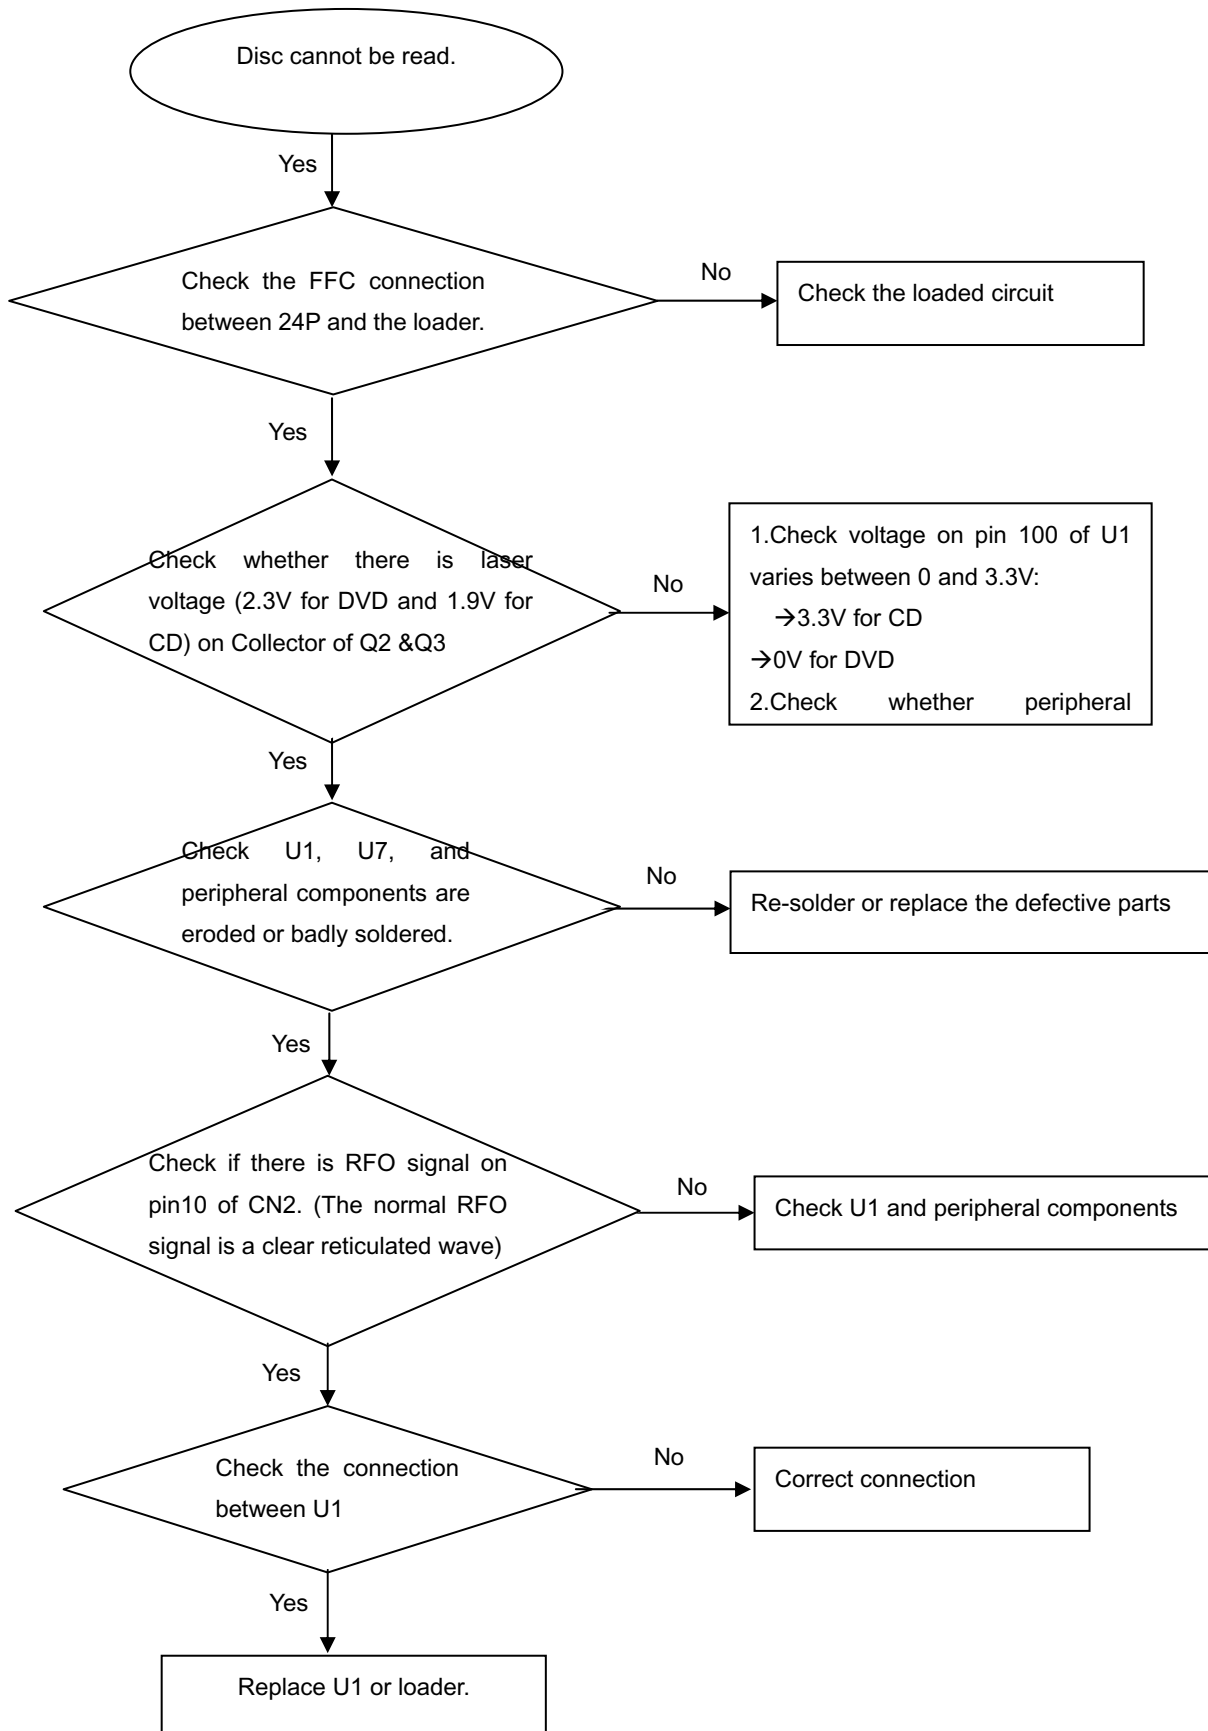 Disc cannot be read.
Yes
Check the FFC connection
between 24P and the loader.
No
Check the loaded circuit
Yes
Check whether there is laser
voltage (2.3V for DVD and 1.9V for
CD) on Collector of Q2 &Q3
No
1.Check voltage on pin 100 of U1
varies between 0 and 3.3V:
→3.3V for CD
→0V for DVD
2.Check whether peripheral
Yes
Check U1, U7, and
peripheral components are
eroded or badly soldered.
No
Re-solder or replace the defective parts
Yes
Check if there is RFO signal on
pin10 of CN2. (The normal RFO
signal is a clear reticulated wave)
No
Check U1 and peripheral components
Yes
Check the connection
between U1
No
Correct connection
Yes
Replace U1 or loader.